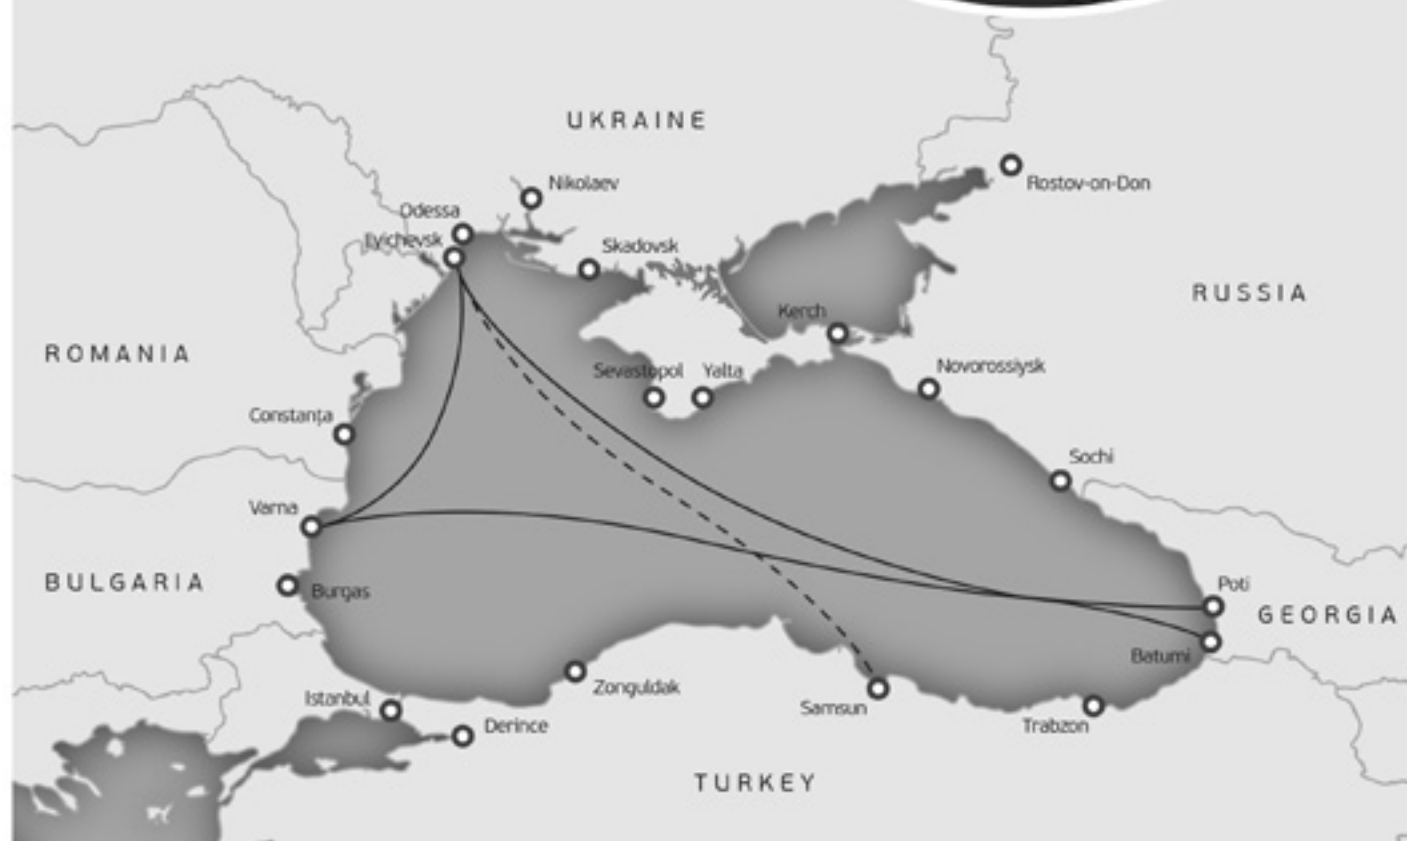 UKRAINE
Nikolaev
Rostov-on-Don
Odessa
Ilyichevsk
Skadovsk
RUSSIA
Kerch
ROMANIA
Sevastopol
Yalta
Novorossiysk
Constanța
Sochi
Varna
BULGARIA
Burgas
Poti
GEORGIA
Batumi
Istanbul
Zonguldak
Samsun
Trabzon
Derince
TURKEY